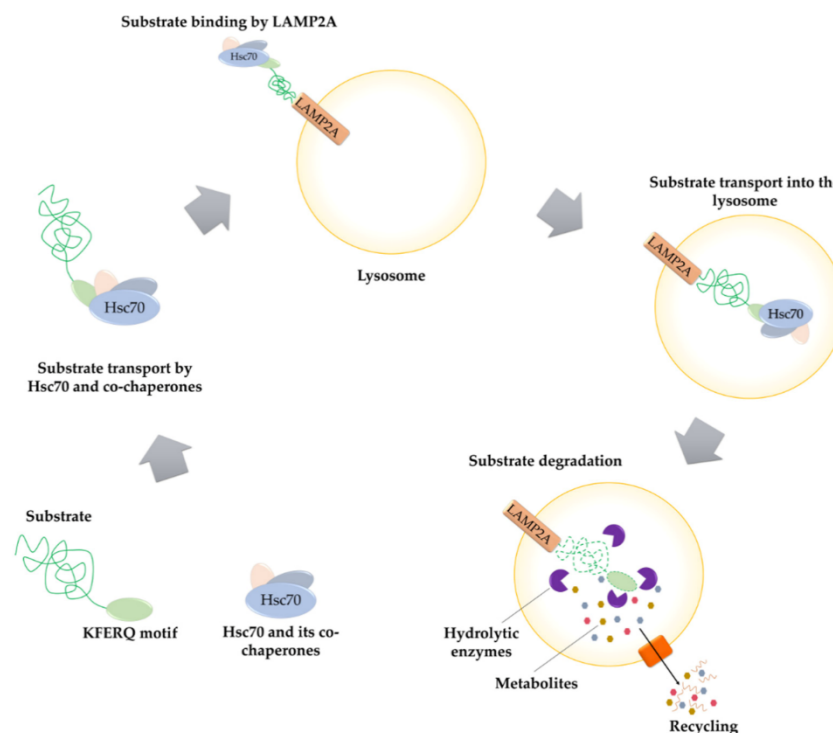 Substrate binding by LAMP2A
Hsc70
LAMP2A
Lysosome
Substrate transport into th
lysosome
LAMP2A
Hsc70
Hsc70
Substrate transport by
Hsc70 and co-chaperones
Substrate degradation
LAMP2A
Substrate
KFERQ motif
Hsc70
Hsc70 and its co-
chaperones
Hydrolytic
enzymes
Metabolites
Recycling